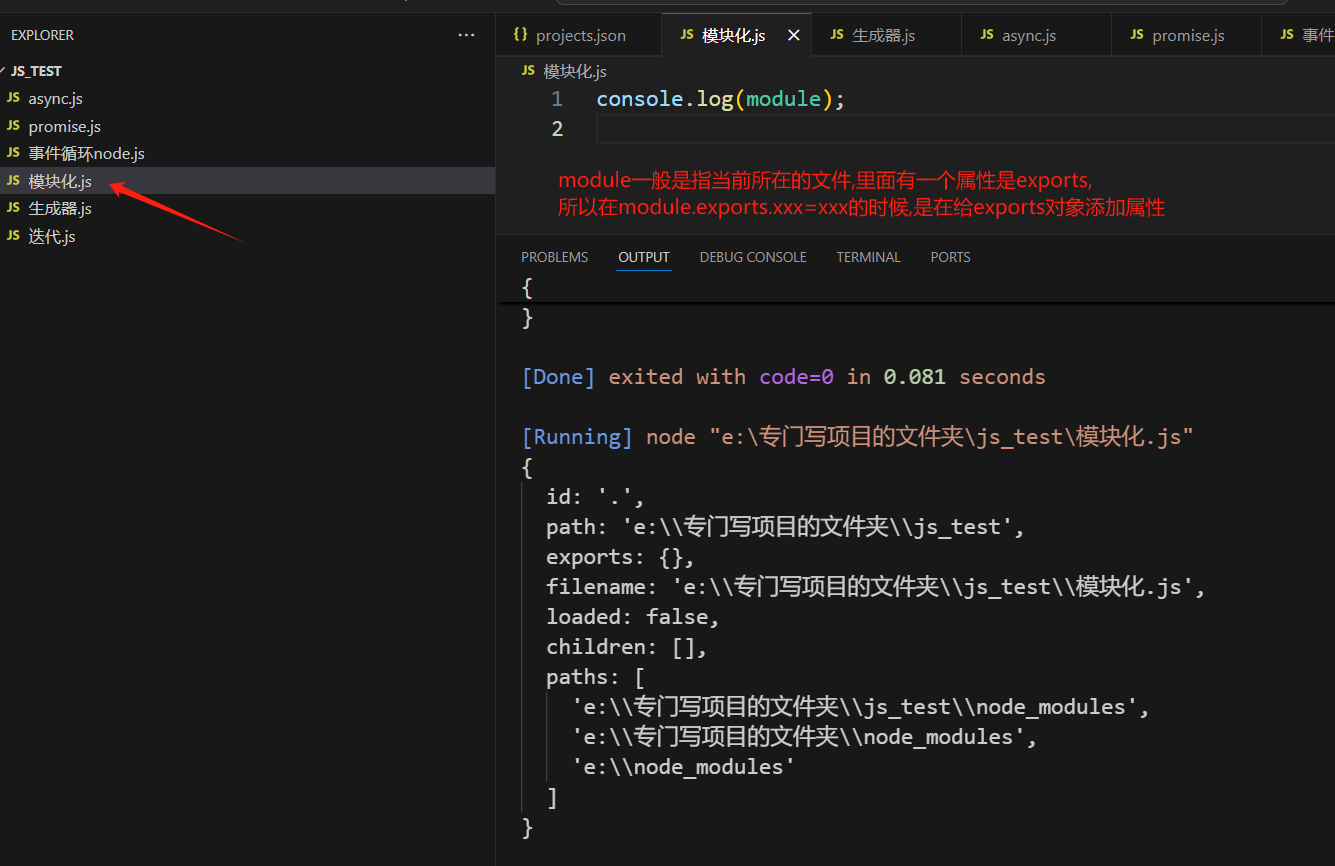 EXPLORER
···
JS_TEST
JS async.js
JS promise.js
JS 事件循环node.js
JS 模块化.js
JS 生成器.js
JS 迭代.js
{} projects.json
JS 模块化.js ×
JS 生成器.js
JS async.js
JS promise.js
JS 事件
JS 模块化.js
1 console.log(module);
2
module一般是指当前所在的文件,里面有一个属性是exports,
所以在module.exports.xxx=xxx的时候,是在给exports对象添加属性
PROBLEMS OUTPUT DEBUG CONSOLE TERMINAL PORTS
{
}
[Done] exited with code=0 in 0.081 seconds
[Running] node "e:\专门写项目的文件夹\js_test\模块化.js"
{
id: '.',
path: 'e:\\专门写项目的文件夹\\js_test',
exports: {},
filename: 'e:\\专门写项目的文件夹\\js_test\\模块化.js',
loaded: false,
children: [],
paths: [
'e:\\专门写项目的文件夹\\js_test\\node_modules',
'e:\\专门写项目的文件夹\\node_modules',
'e:\\node_modules'
]
}